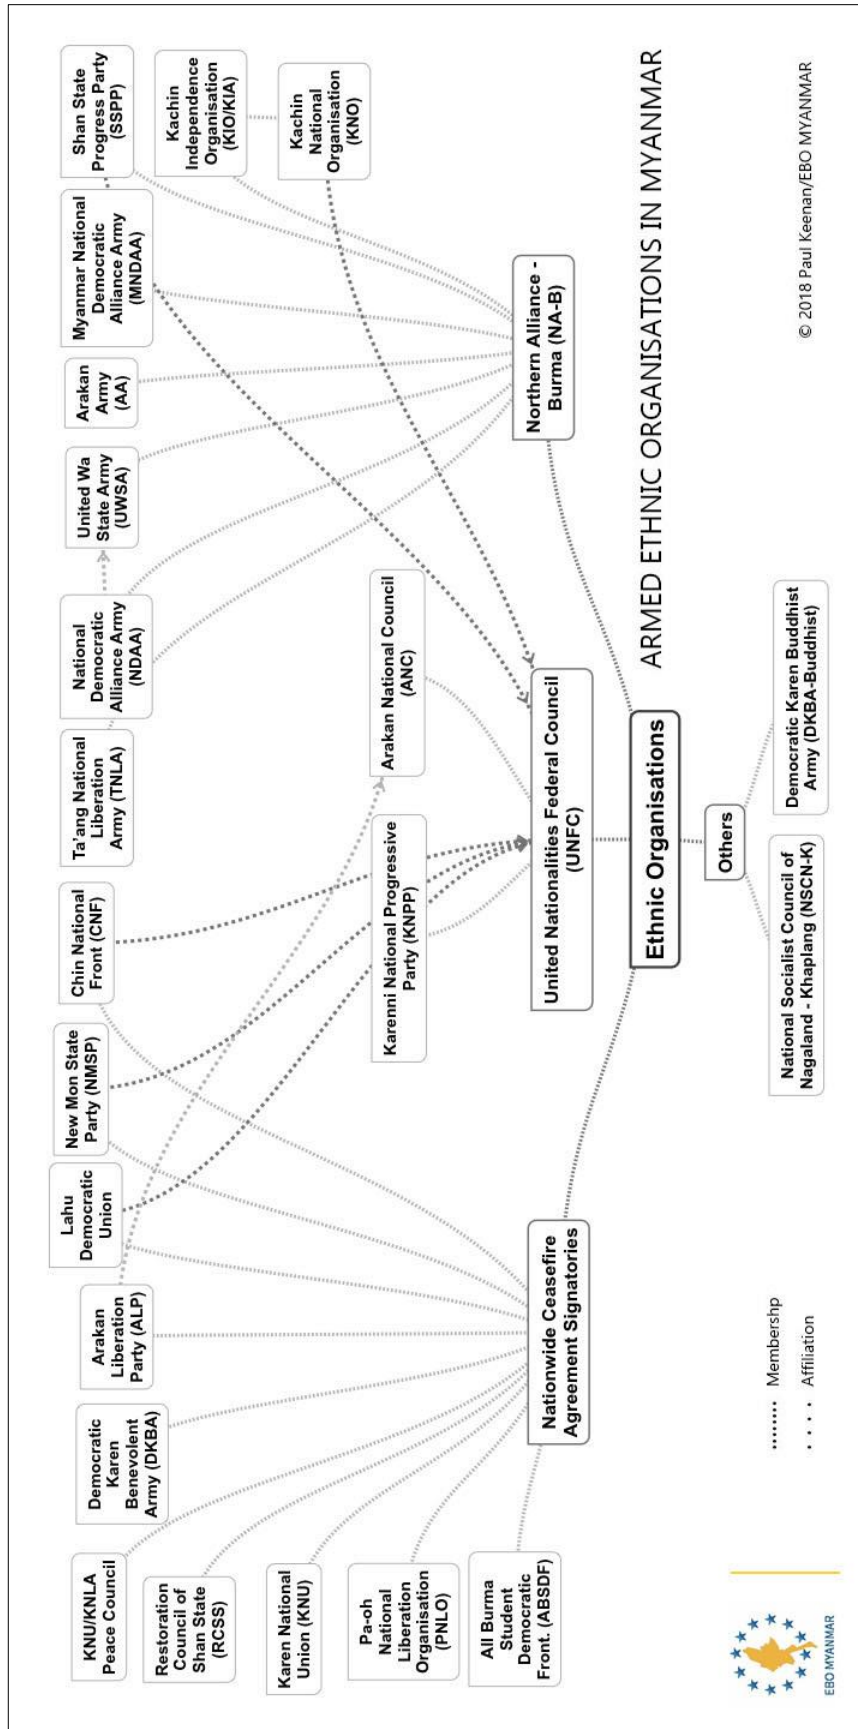 KNU/KNLA
Peace Council
Restoration
Council of
Shan State
(RCSS)
Karen National
Union (KNU)
Pa-oh
National
Liberation
Organisation
(PNLO)
All Burma
Student
Democratic
Front. (ABSDF)
Democratic
Karen
Benevolent
Army (DKBA)
Arakan
Liberation
Party (ALP)
Lahu
Democratic
Union
New Mon State
Party (NMSP)
Chin National
Front (CNF)
Ta'ang National
Liberation
Army (TNLA)
National
Democratic
Alliance Army
(NDAA)
United Wa
State Army
(UWSA)
Arakan
Army
(AA)
Myanmar National
Democratic
Alliance Army
(MNDAA)
Shan State
Progress Party
(SSPP)
Kachin
Independence
Organisation
(KIO/KIA)
Kachin
National
Organisation
(KNO)
Karenni National Progressive
Party (KNPP)
Arakan National Council
(ANC)
Nationwide Ceasefire
Agreement Signatories
United Nationalities Federal Council
(UNFC)
Northern Alliance -
Burma (NA-B)
Ethnic Organisations
ARMED ETHNIC ORGANISATIONS IN MYANMAR
Others
National Socialist Council of
Nagaland - Khaplang (NSCN-K)
Democratic Karen Buddhist
Army (DKBA-Buddhist)
Membershp
Affiliation
EBO MYANMAR
© 2018 Paul Keenan/EBO MYANMAR